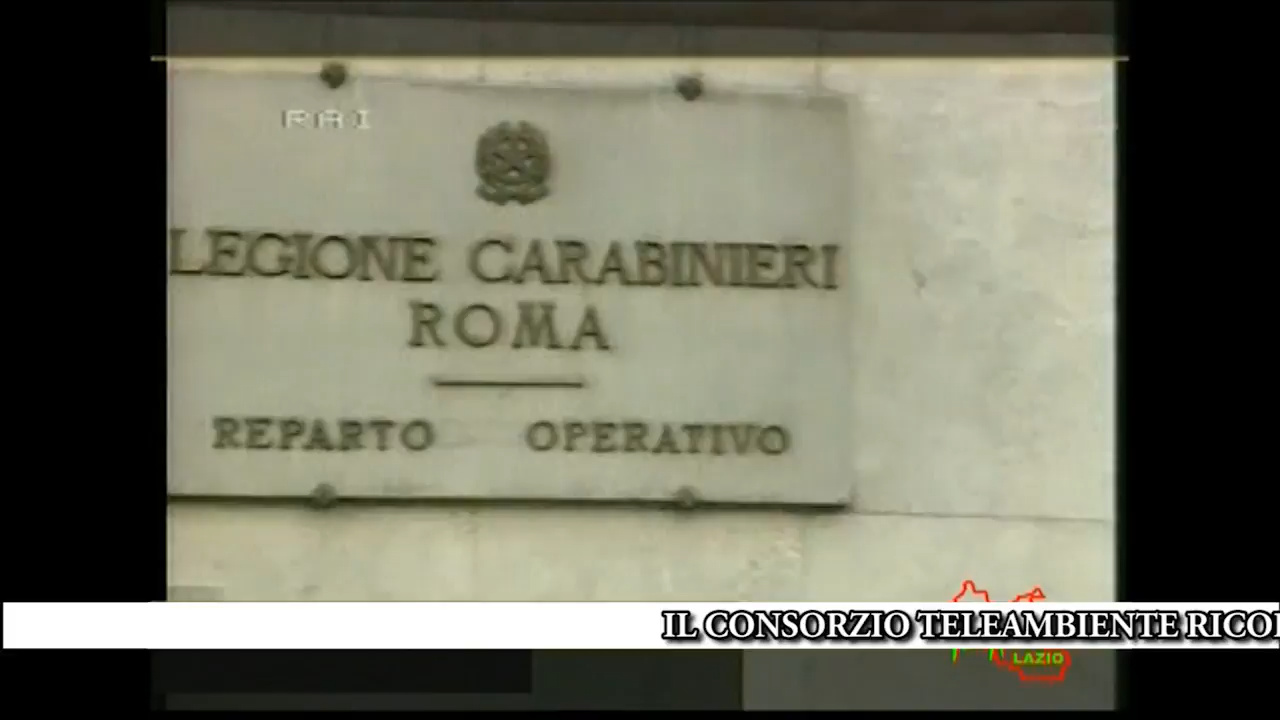 RAI
LEGIONE CARABINIERI
ROMA
REPARTO OPERATIVO
IL CONSORZIO TELEAMBIENTE
LAZIO